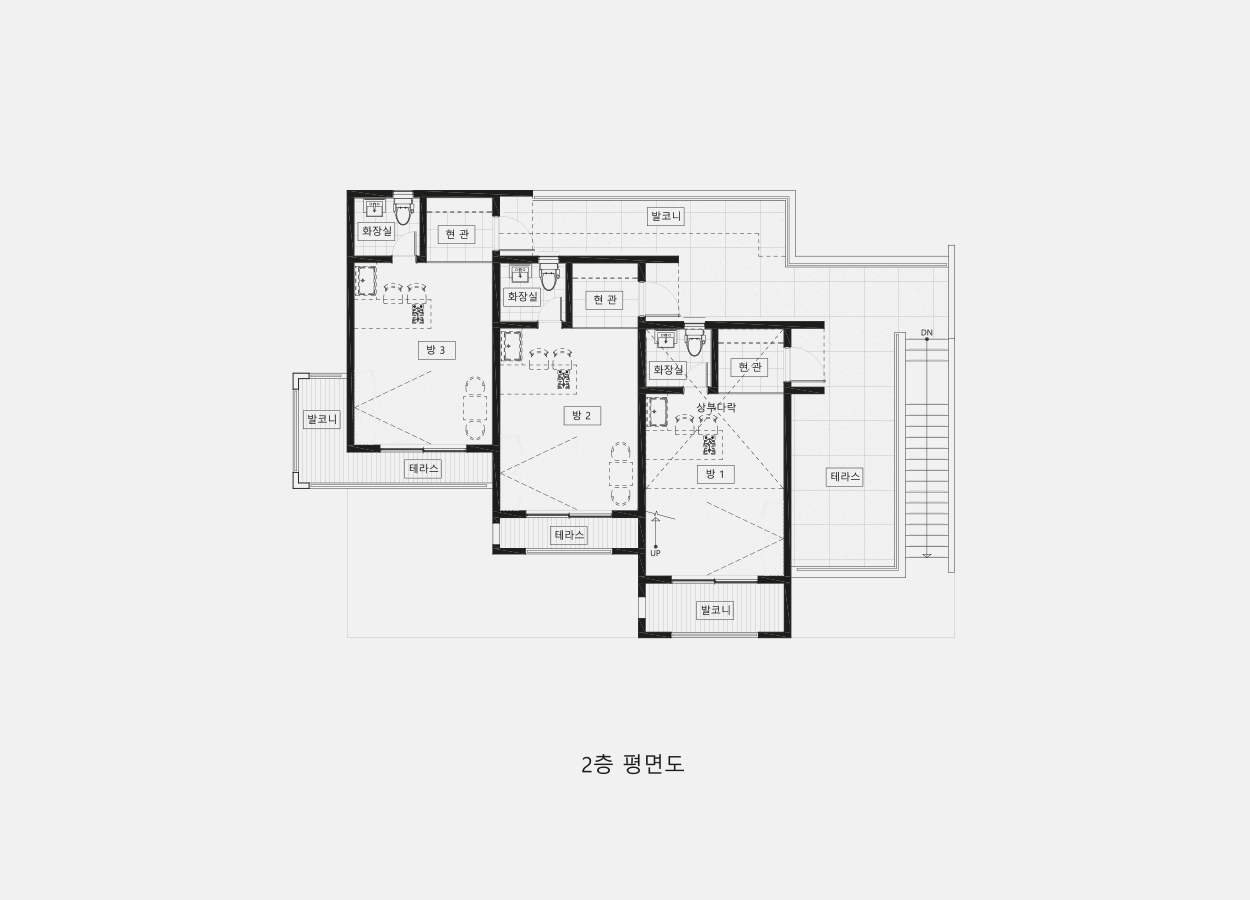 발코니
화장실
현 관
화장실
현 관
DN
방 3
화장실
현 관
상부다락
방 2
발코니
테라스
방 1
테라스
테라스
UP
발코니
2층 평면도